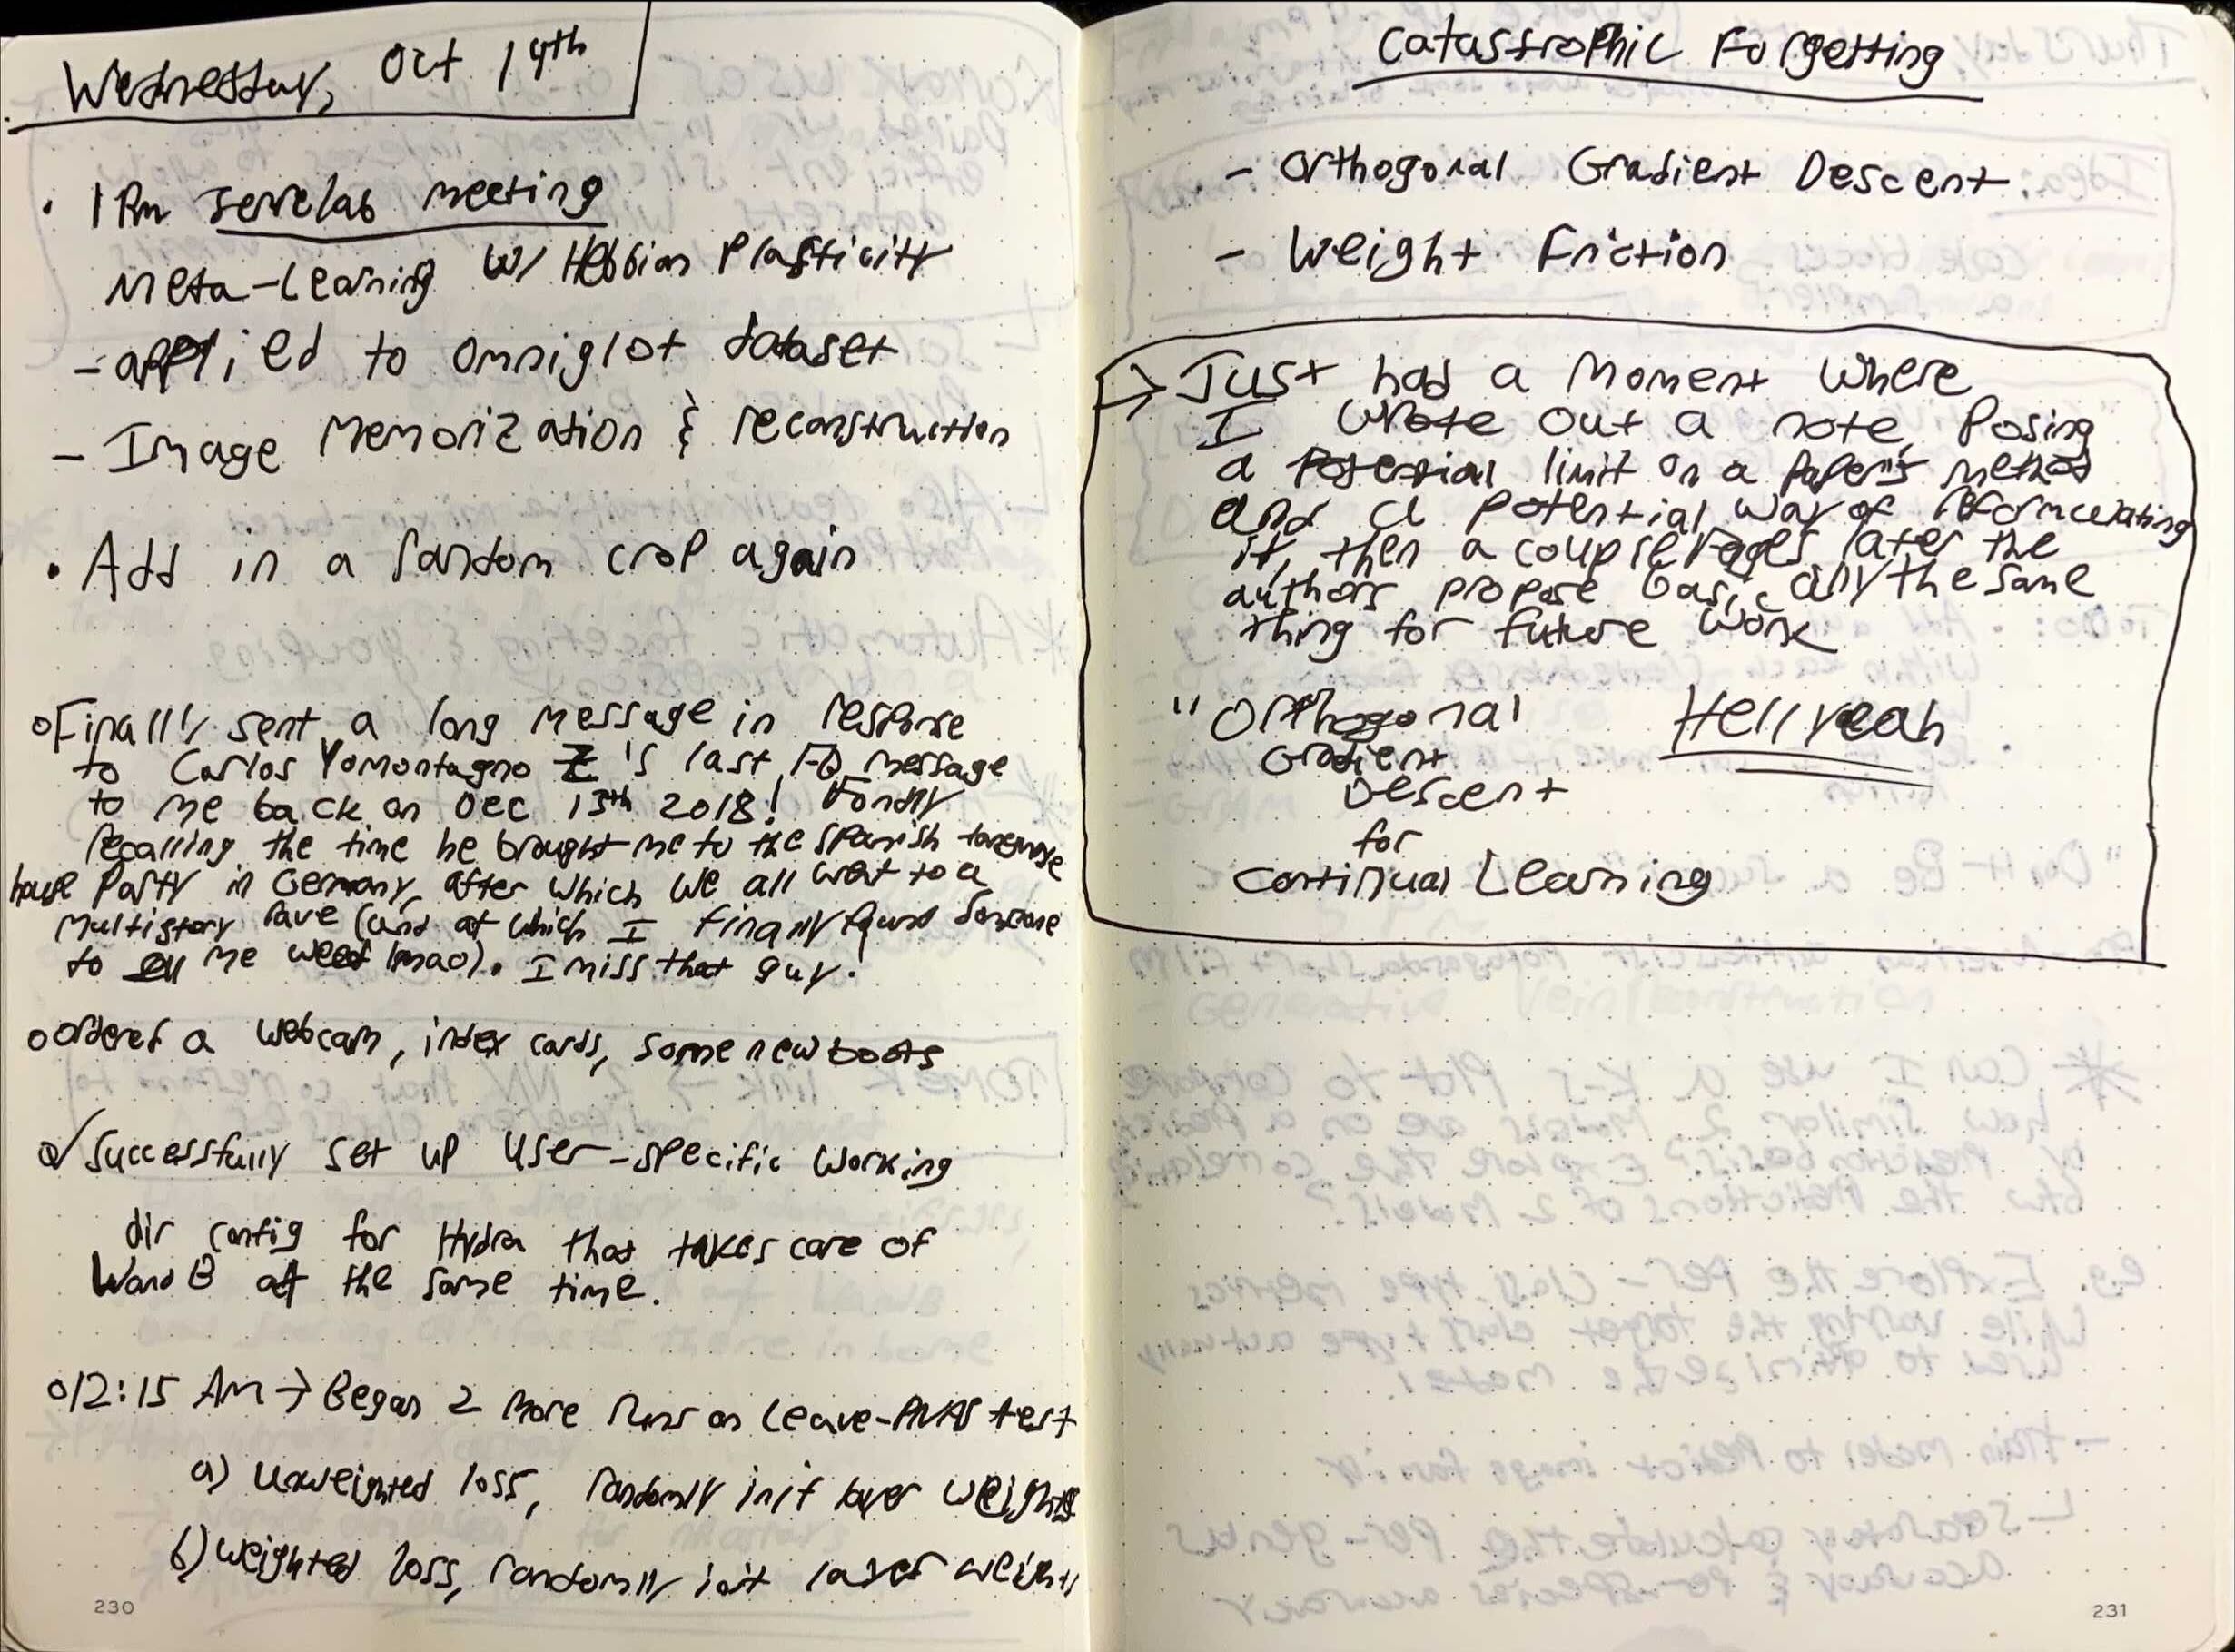 Wednesday, Oct 14th
• 1 Pm Serrelab meeting
Meta-Learning w/ Hebbian Plasticity
- applied to omniglot dataset
- Image Memorization & reconstruction
• Add in a random crop again
o Finally sent a long message in response
to Carlos Yomontagno Z's last FB message
to me back on Dec 13th 2018! Fondly
recalling the time he brought me to the Spanish
house Party in Germany, after which we all went to a
multistory rave (and at which I finally found someone
to sell me weed lmao). I miss that guy!
o Ordered a webcam, index cards, some new boots
o✓ Successfully set up User-specific Working
dir config for Hydra that takes care of
WandB at the same time.
o 12:15 AM → Began 2 more runs on Leave-PNAS test
a) unweighted loss, randomly init layer weights
b) weighted loss, randomly init layer weights
230
Catastrophic Forgetting
- Orthogonal Gradient Descent
- Weight Friction
→ Just had a Moment where
I wrote out a note, Posing
a Potential limit on a Paper's method
and a potential way of reformulating
it, then a couple Pages later the
authors propose basically the same
thing for future work
"Orthogonal Hell yeah
Gradient
Descent
for
Continual Learning
231